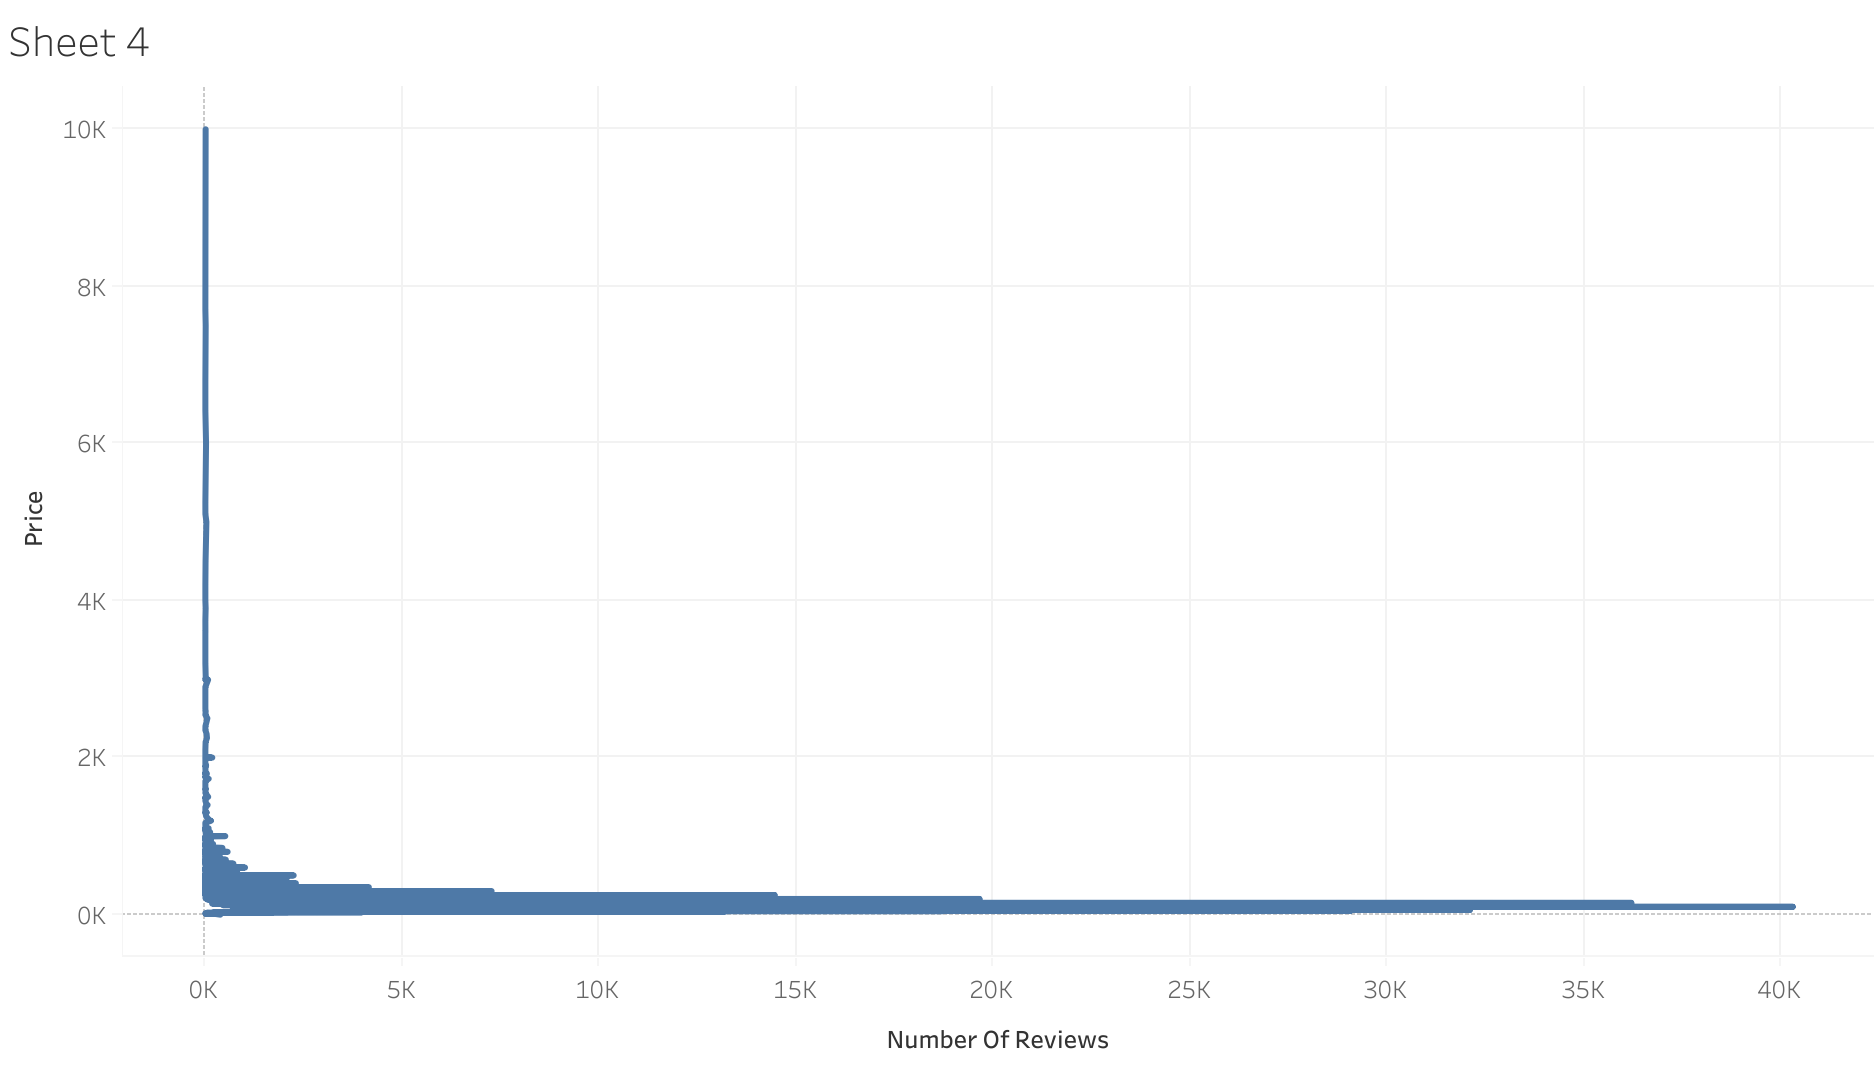 Sheet 4
10K
8K
6K
4K
2K
0K
Price
0K 5K 10K 15K 20K 25K 30K 35K 40K
Number Of Reviews